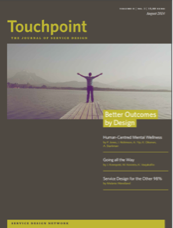 Touchpoint
THE JOURNAL OF SERVICE DESIGN
August 2014
Better Outcomes
by Design
Human-Centred Mental Wellness
Going all the Way
Service Design for the Other 98%
SERVICE DESIGN NETWORK